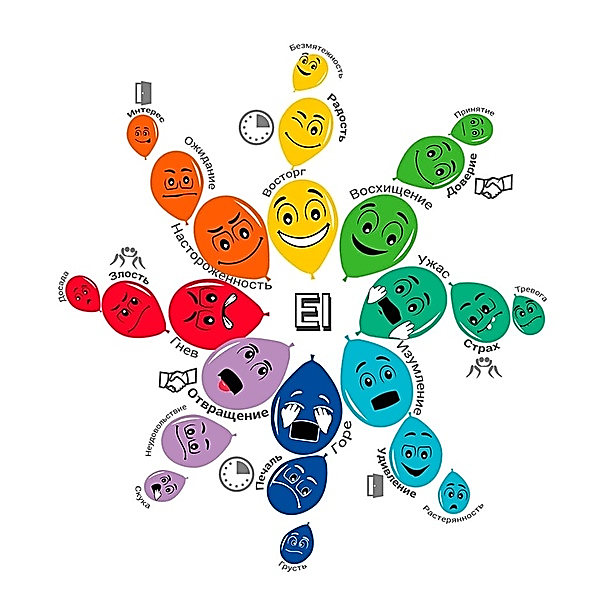 Безмятежность
Радость
Восторг
Принятие
Доверие
Восхищение
Тревога
Страх
Ужас
Растерянность
Удивление
Изумление
Грусть
Печаль
Горе
Скука
Неудовольствие
Отвращение
Досада
Злость
Гнев
Интерес
Ожидание
Настороженность
EI